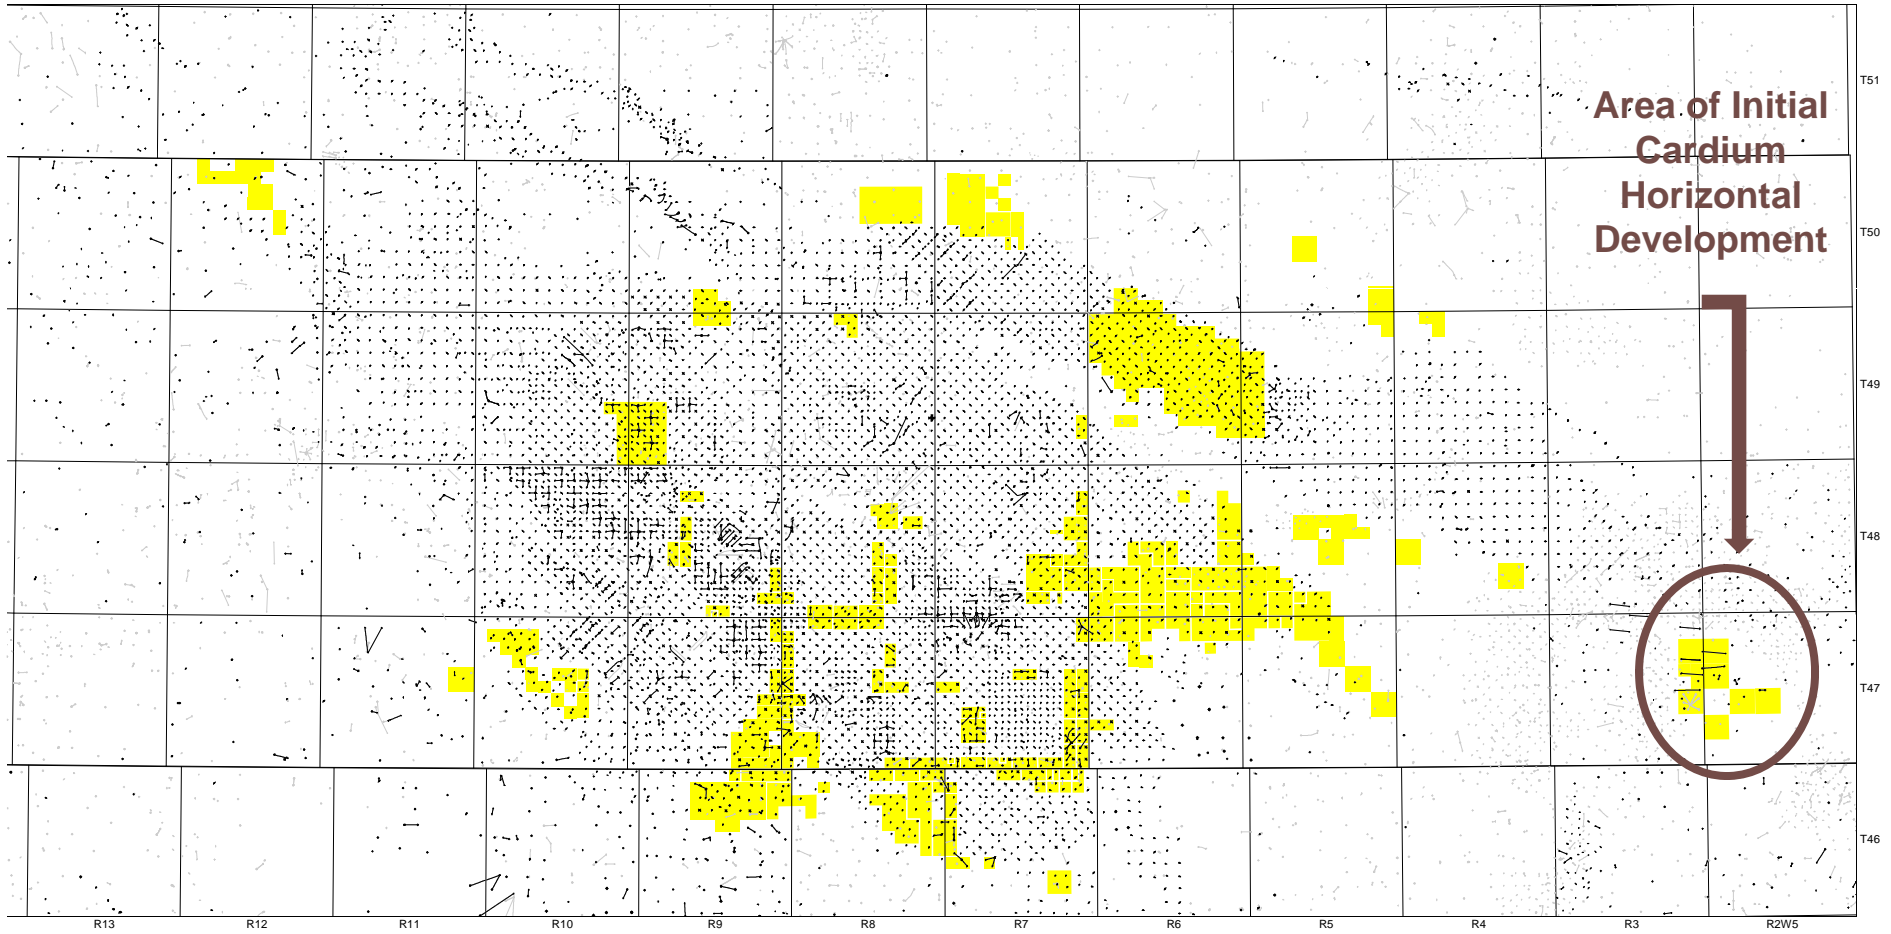 T51
Area of Initial
Cardium
Horizontal
Development
T50
T49
T48
T47
T46
R13 R12 R11 R10 R9 R8 R7 R6 R5 R4 R3 R2W5